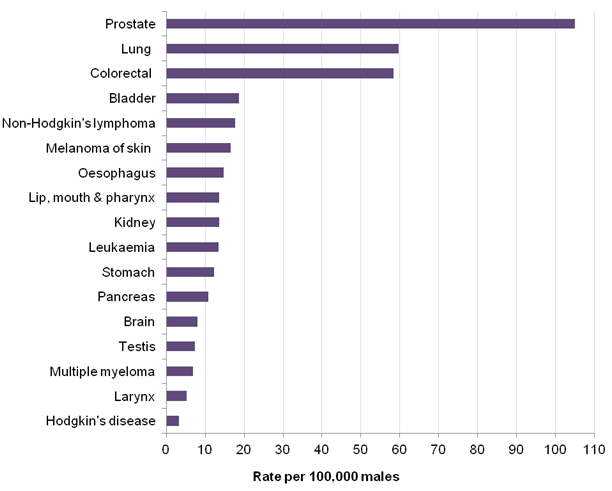 Prostate
Lung
Colorectal
Bladder
Non-Hodgkin's lymphoma
Melanoma of skin
Oesophagus
Lip, mouth & pharynx
Kidney
Leukaemia
Stomach
Pancreas
Brain
Testis
Multiple myeloma
Larynx
Hodgkin's disease
0 10 20 30 40 50 60 70 80 90 100 110
Rate per 100,000 males